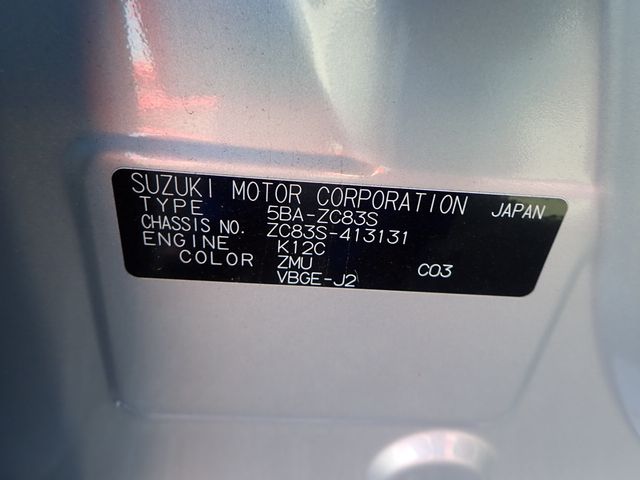 SUZUKI MOTOR CORPORATION JAPAN
TYPE 5BA-ZC83S
CHASSIS NO. ZC83S-413131
ENGINE K12C
COLOR ZMU C03
VBGE-J2